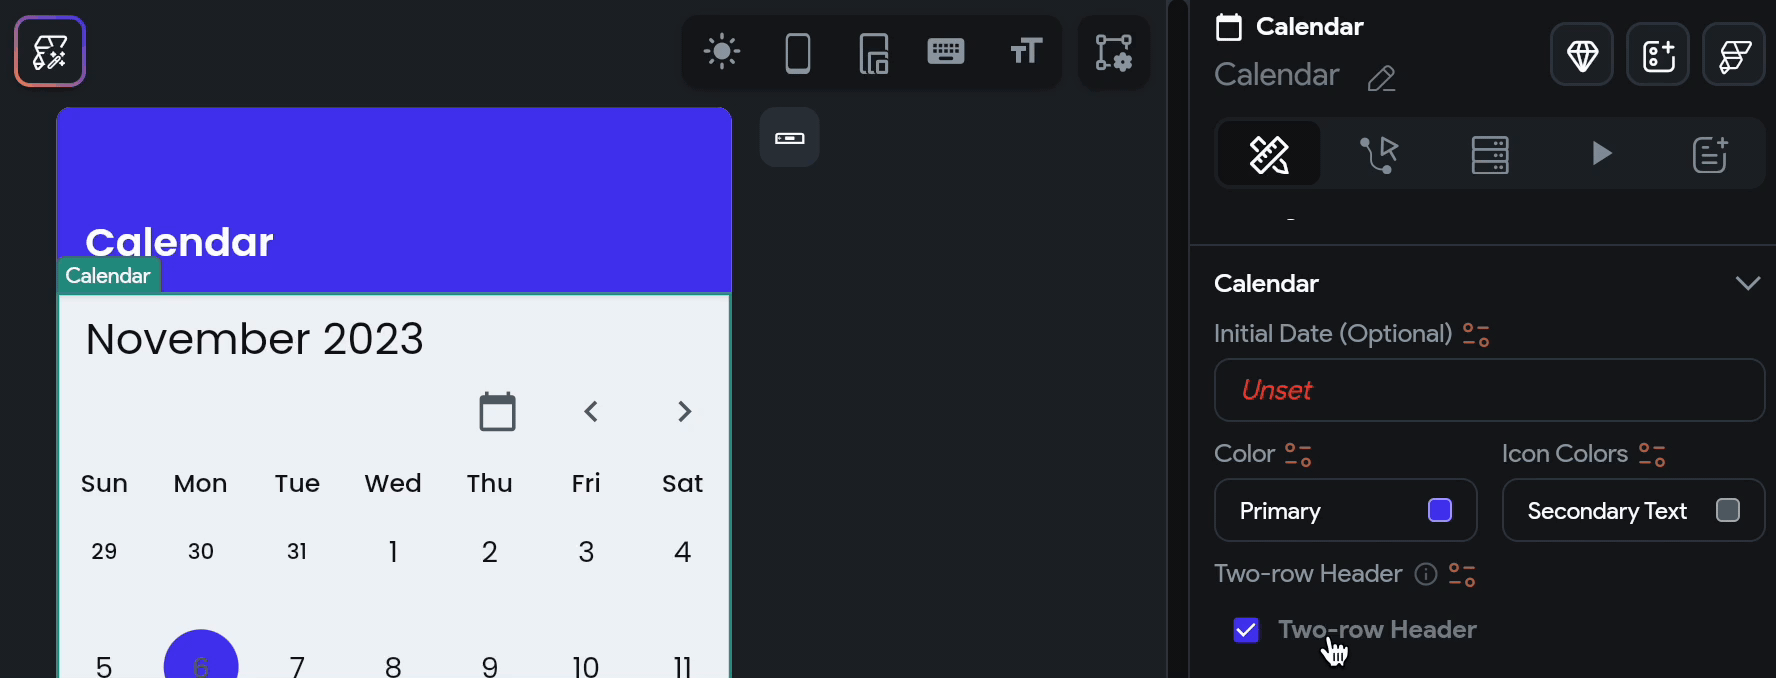 Calendar
Calendar
Calendar
Calendar
November 2023
Sun Mon Tue Wed Thu Fri Sat
29 30 31 1 2 3 4
5 6 7 8 9 10 11
Calendar
Initial Date (Optional)
Unset
Color Icon Colors
Primary Secondary Text
Two-row Header
Two-row Header